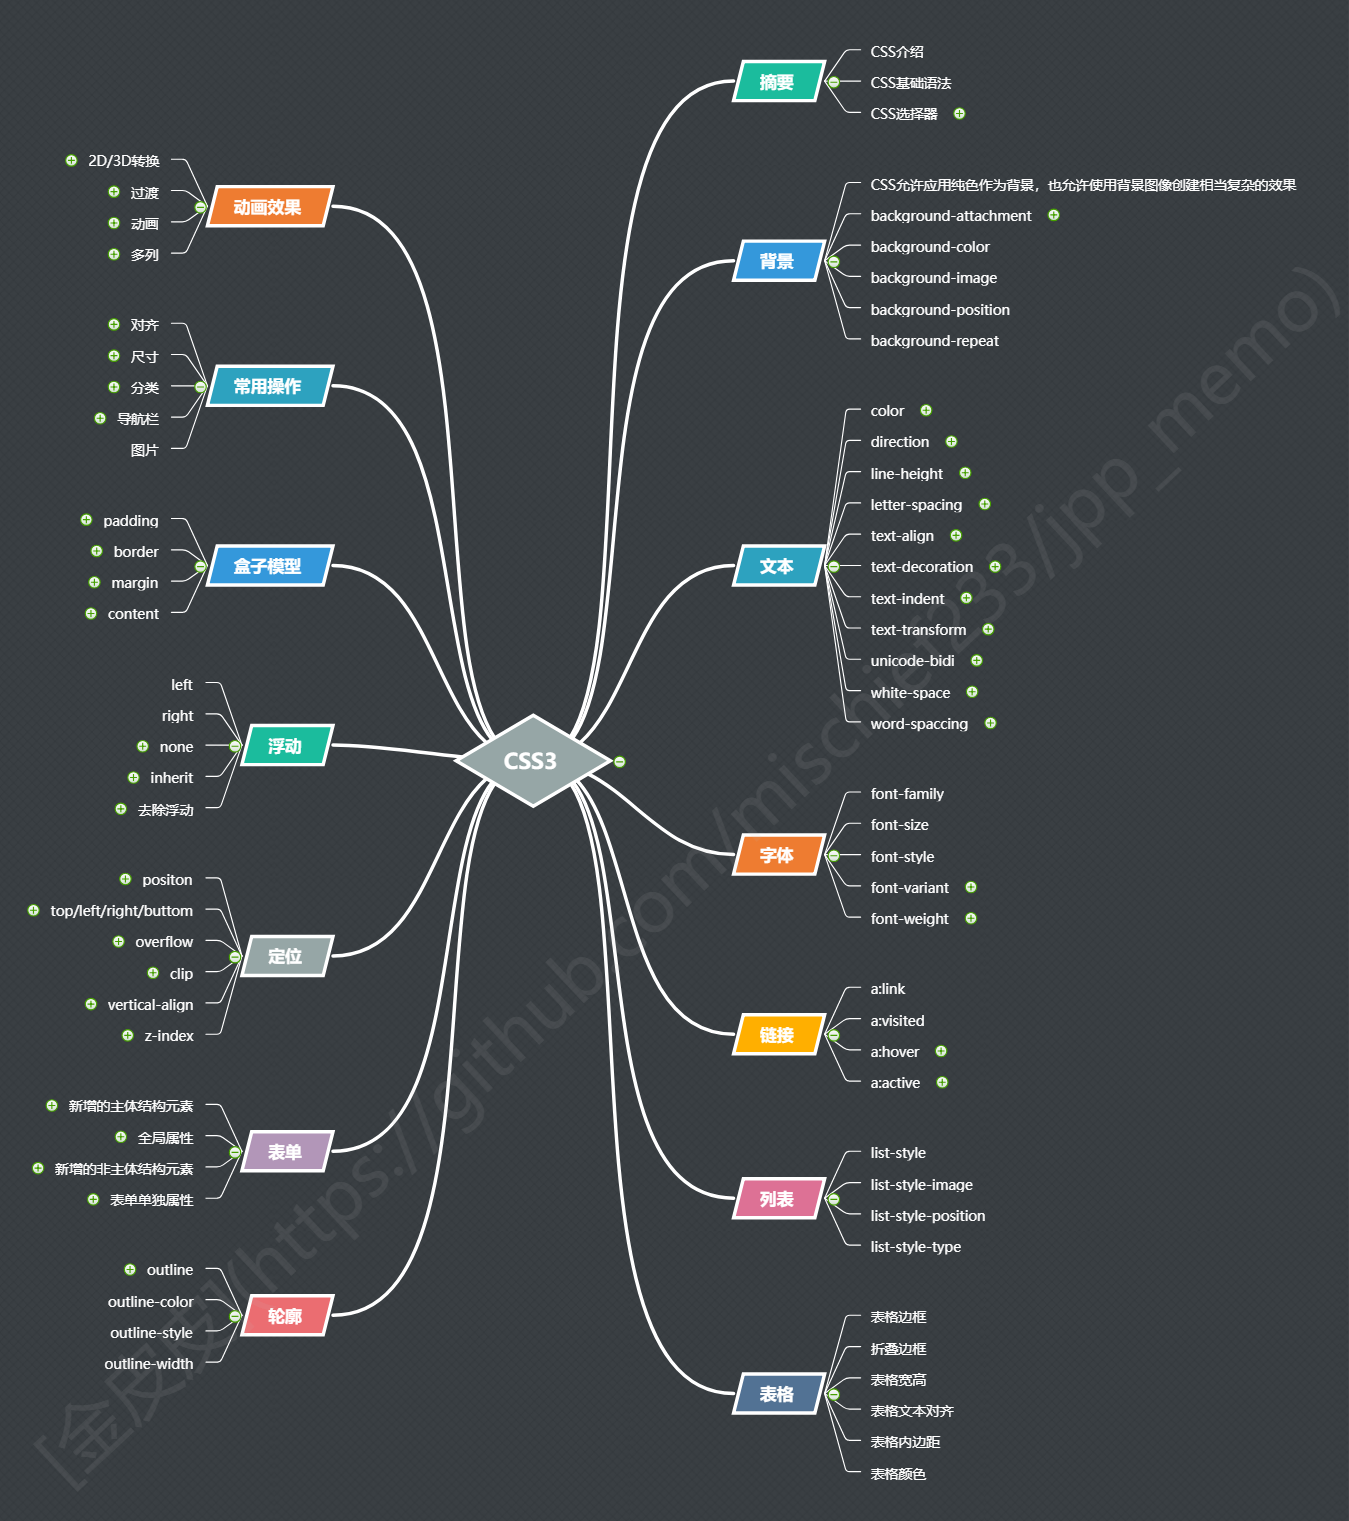 CSS3
摘要
CSS介绍
CSS基础语法
CSS选择器
背景
CSS允许应用纯色作为背景，也允许使用背景图像创建相当复杂的效果
background-attachment
background-color
background-image
background-position
background-repeat
文本
color
direction
line-height
letter-spacing
text-align
text-decoration
text-indent
text-transform
unicode-bidi
white-space
word-spaccing
字体
font-family
font-size
font-style
font-variant
font-weight
链接
a:link
a:visited
a:hover
a:active
列表
list-style
list-style-image
list-style-position
list-style-type
表格
表格边框
折叠边框
表格宽高
表格文本对齐
表格内边距
表格颜色
动画效果
2D/3D转换
过渡
动画
多列
常用操作
对齐
尺寸
分类
导航栏
图片
盒子模型
padding
border
margin
content
浮动
left
right
none
inherit
去除浮动
定位
positon
top/left/right/buttom
overflow
clip
vertical-align
z-index
表单
新增的主体结构元素
全局属性
新增的非主体结构元素
表单单独属性
轮廓
outline
outline-color
outline-style
outline-width
[金皮皮](https://github.com/mischief233/jpp_memo)